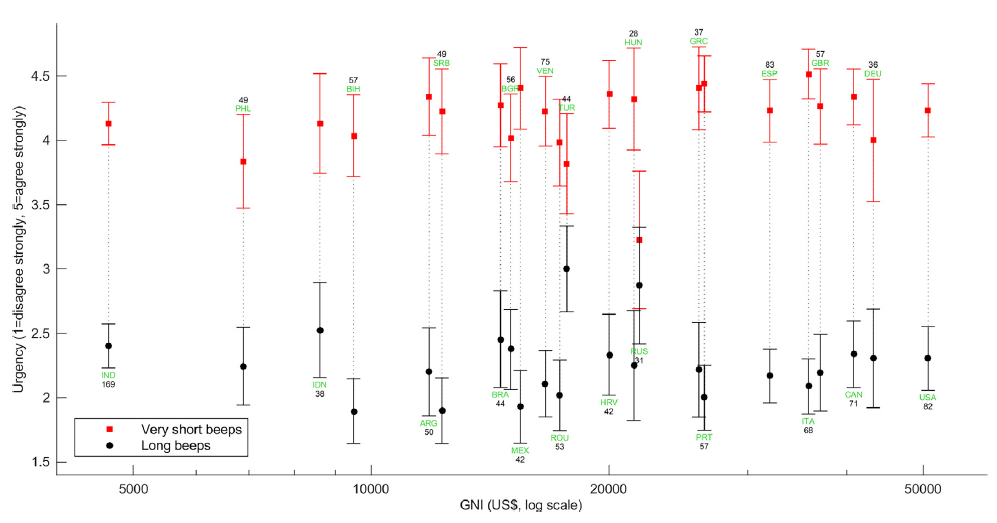 37
GRC
28
HUN
49
SRB
57
GBR
75
VEN
83
ESP
36
DEU
56
BGR
57
BIH
49
PHL
44
TUR
4.5
4
3.5
3
2.5
2
1.5
Urgency (1=disagree strongly, 5=agree strongly)
RUS
31
IND
169
IDN
38
BRA
44
HRV
42
CAN
71
USA
82
ARG
50
ITA
68
ROU
53
PRT
57
MEX
42
Very short beeps
Long beeps
5000 10000 20000 50000
GNI (US$, log scale)